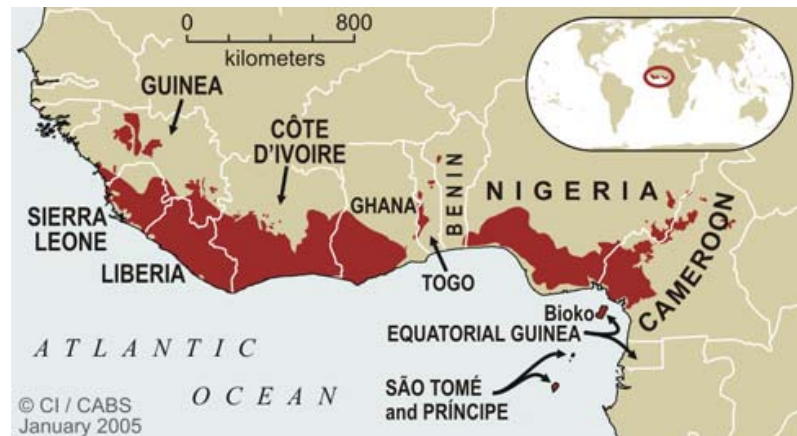 0 800
kilometers
GUINEA
CÔTE
D'IVOIRE
SIERRA
LEONE
LIBERIA
GHANA
TOGO
BENIN
NIGERIA
CAMEROON
Bioko
EQUATORIAL GUINEA
SÃO TOMÉ
and PRÍNCIPE
ATLANTIC
OCEAN
© CI / CABS
January 2005